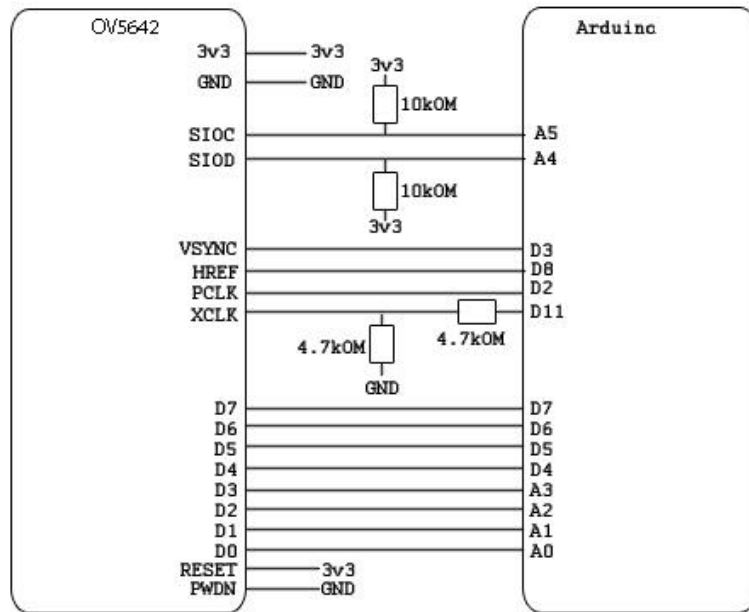 OV5642 Arduino
3v3 3v3
GND GND
3v3
10kOM
SIOC A5
SIOD A4
10kOM
3v3
VSYNC D3
HREF D8
PCLK D2
XCLK D11
4.7kOM 4.7kOM
GND
D7 D7
D6 D6
D5 D5
D4 D4
D3 A3
D2 A2
D1 A1
D0 A0
RESET 3v3
PWDN GND